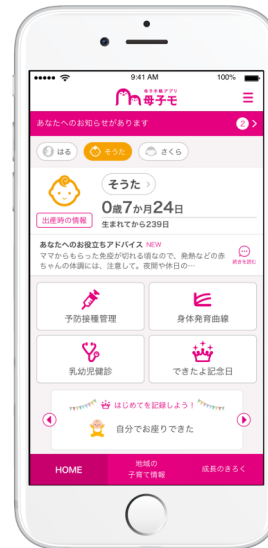 9:41 AM
100%
母子手帳アプリ
母子モ
あなたへのお知らせがあります
2
はる
そうた
さくら
そうた
0歳7か月24日
出産時の情報
生まれてから239日
あなたへのお役立ちアドバイス NEW
ママからもらった免疫が切れる頃なので、発熱などの赤
ちゃんの体調には、注意して。夜間や休日の…
続きを読む
予防接種管理
身体発育曲線
乳幼児健診
できたよ記念日
はじめてを記録しよう！
自分でお座りできた
HOME
地域の
子育て情報
成長のきろく